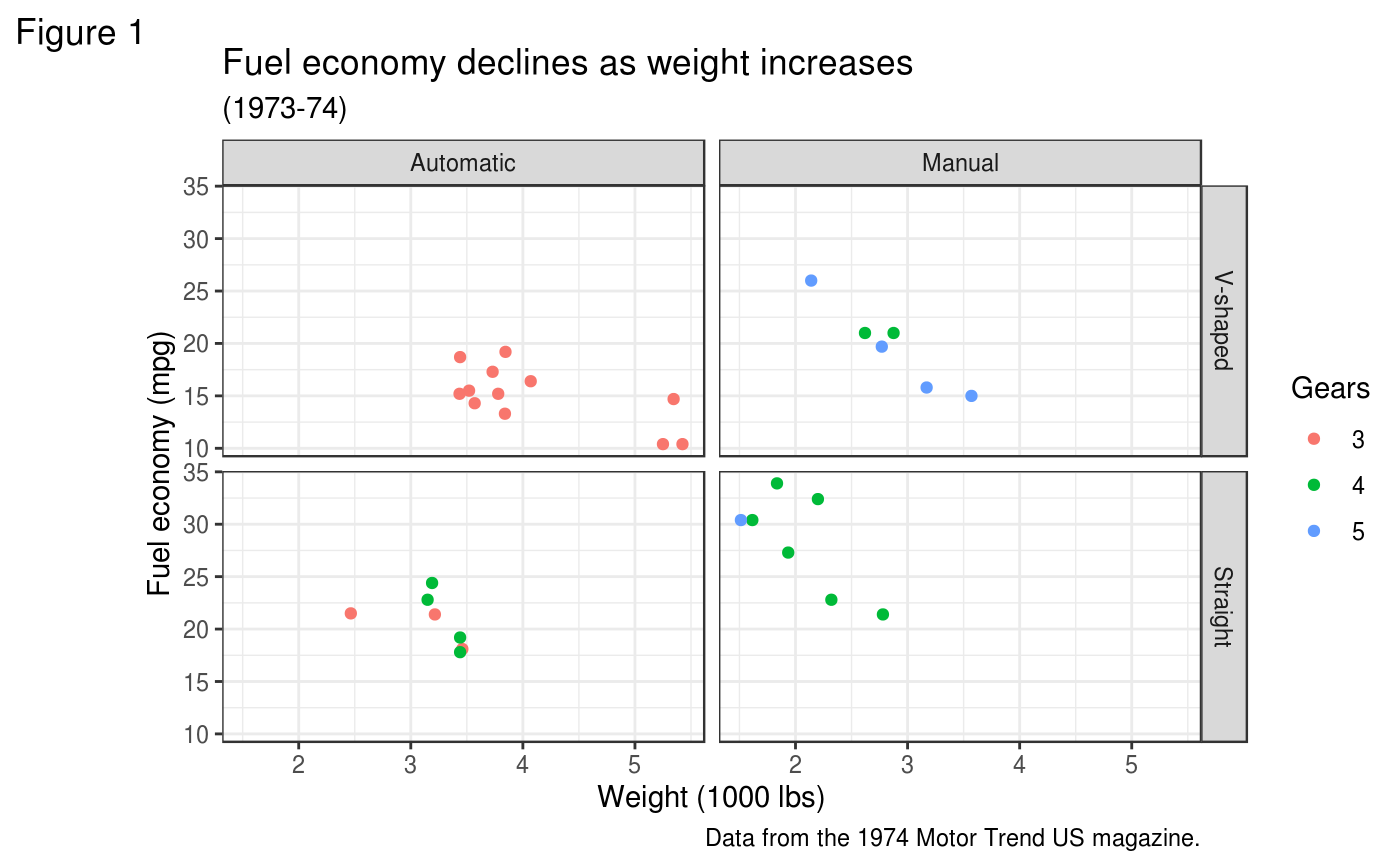 Figure 1
Fuel economy declines as weight increases
(1973-74)
Automatic
Manual
35
30
25
20
15
10
V-shaped
35
30
25
20
15
10
Straight
Fuel economy (mpg)
2 3 4 5
2 3 4 5
Weight (1000 lbs)
Gears
3
4
5
Data from the 1974 Motor Trend US magazine.